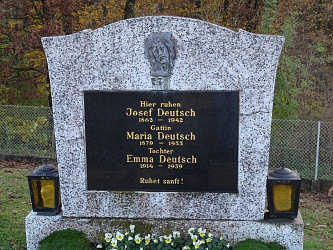 Hier ruhen
Josef Deutsch
1862 - 1942
Gattin
Maria Deutsch
1879 - 1953
Tochter
Emma Deutsch
1914 - 1939
Ruhet sanft!